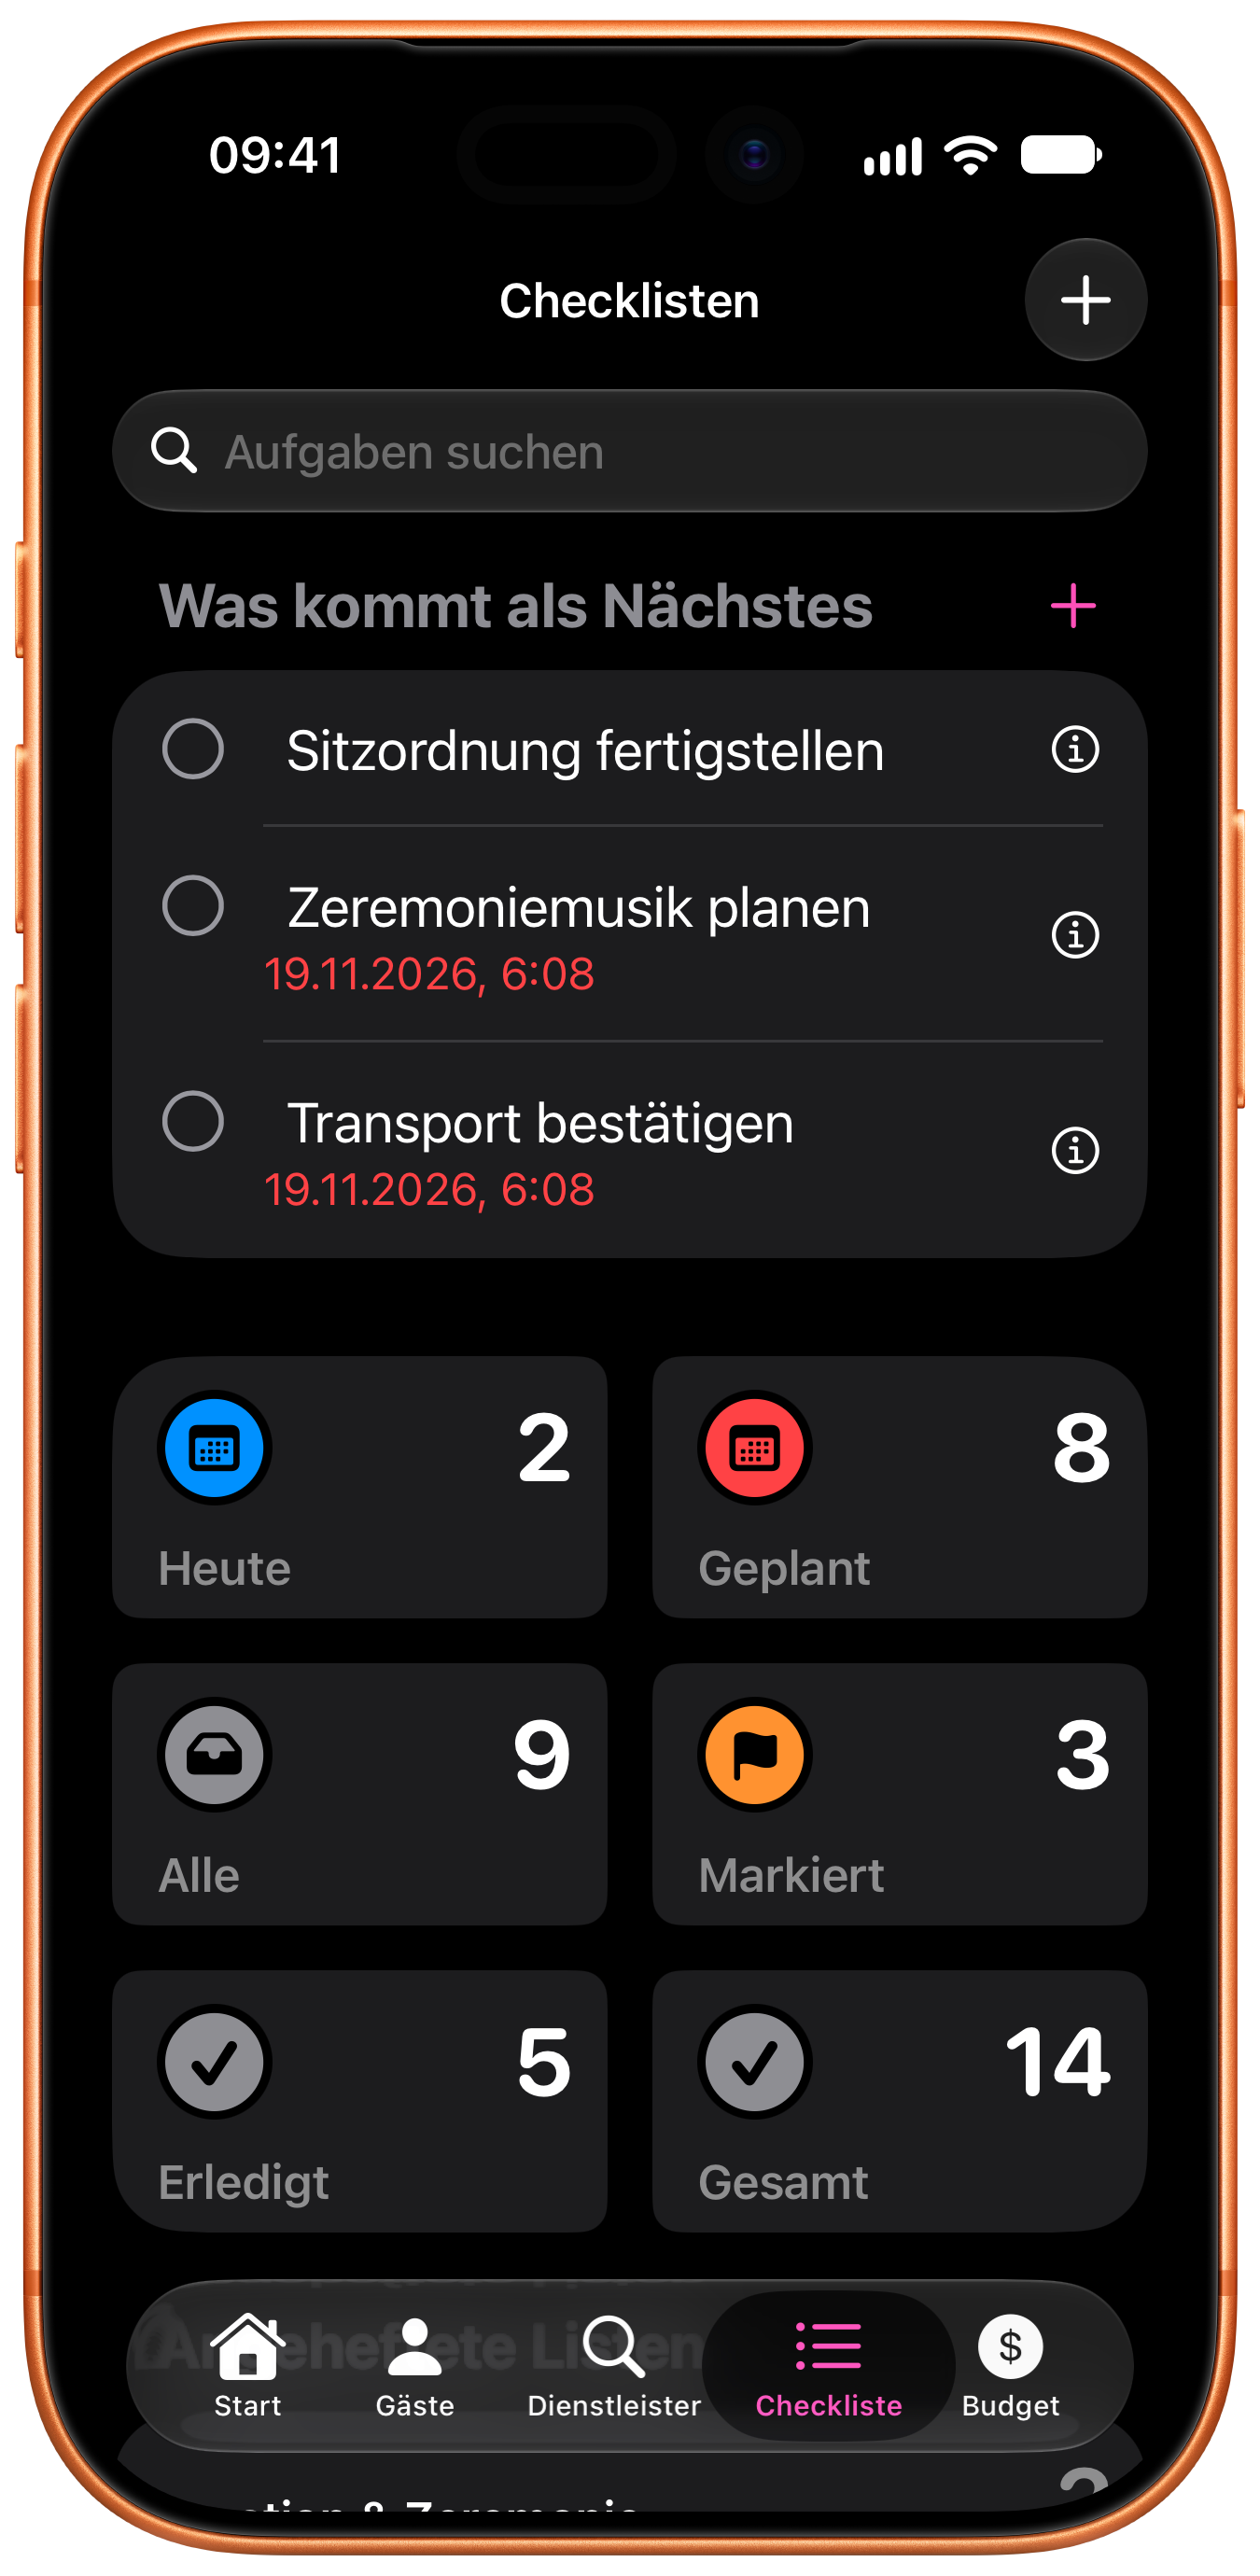 09:41
Checklisten
Aufgaben suchen
Was kommt als Nächstes
Sitzordnung fertigstellen
Zeremoniemusik planen
19.11.2026, 6:08
Transport bestätigen
19.11.2026, 6:08
2
8
Heute
Geplant
9
3
Alle
Markiert
5
14
Erledigt
Gesamt
Angeheftete Listen
Start
Gäste
Dienstleister
Checkliste
$
Budget